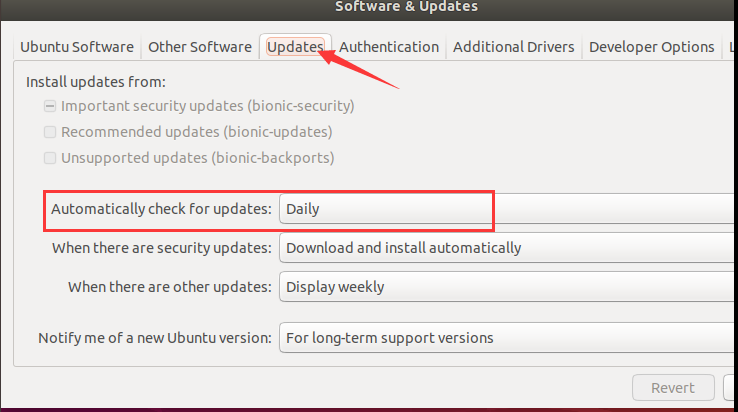 Software & Updates
Ubuntu Software Other Software Updates Authentication Additional Drivers Developer Options
Install updates from:
Important security updates (bionic-security)
Recommended updates (bionic-updates)
Unsupported updates (bionic-backports)
Automatically check for updates: Daily
When there are security updates: Download and install automatically
When there are other updates: Display weekly
Notify me of a new Ubuntu version: For long-term support versions
Revert